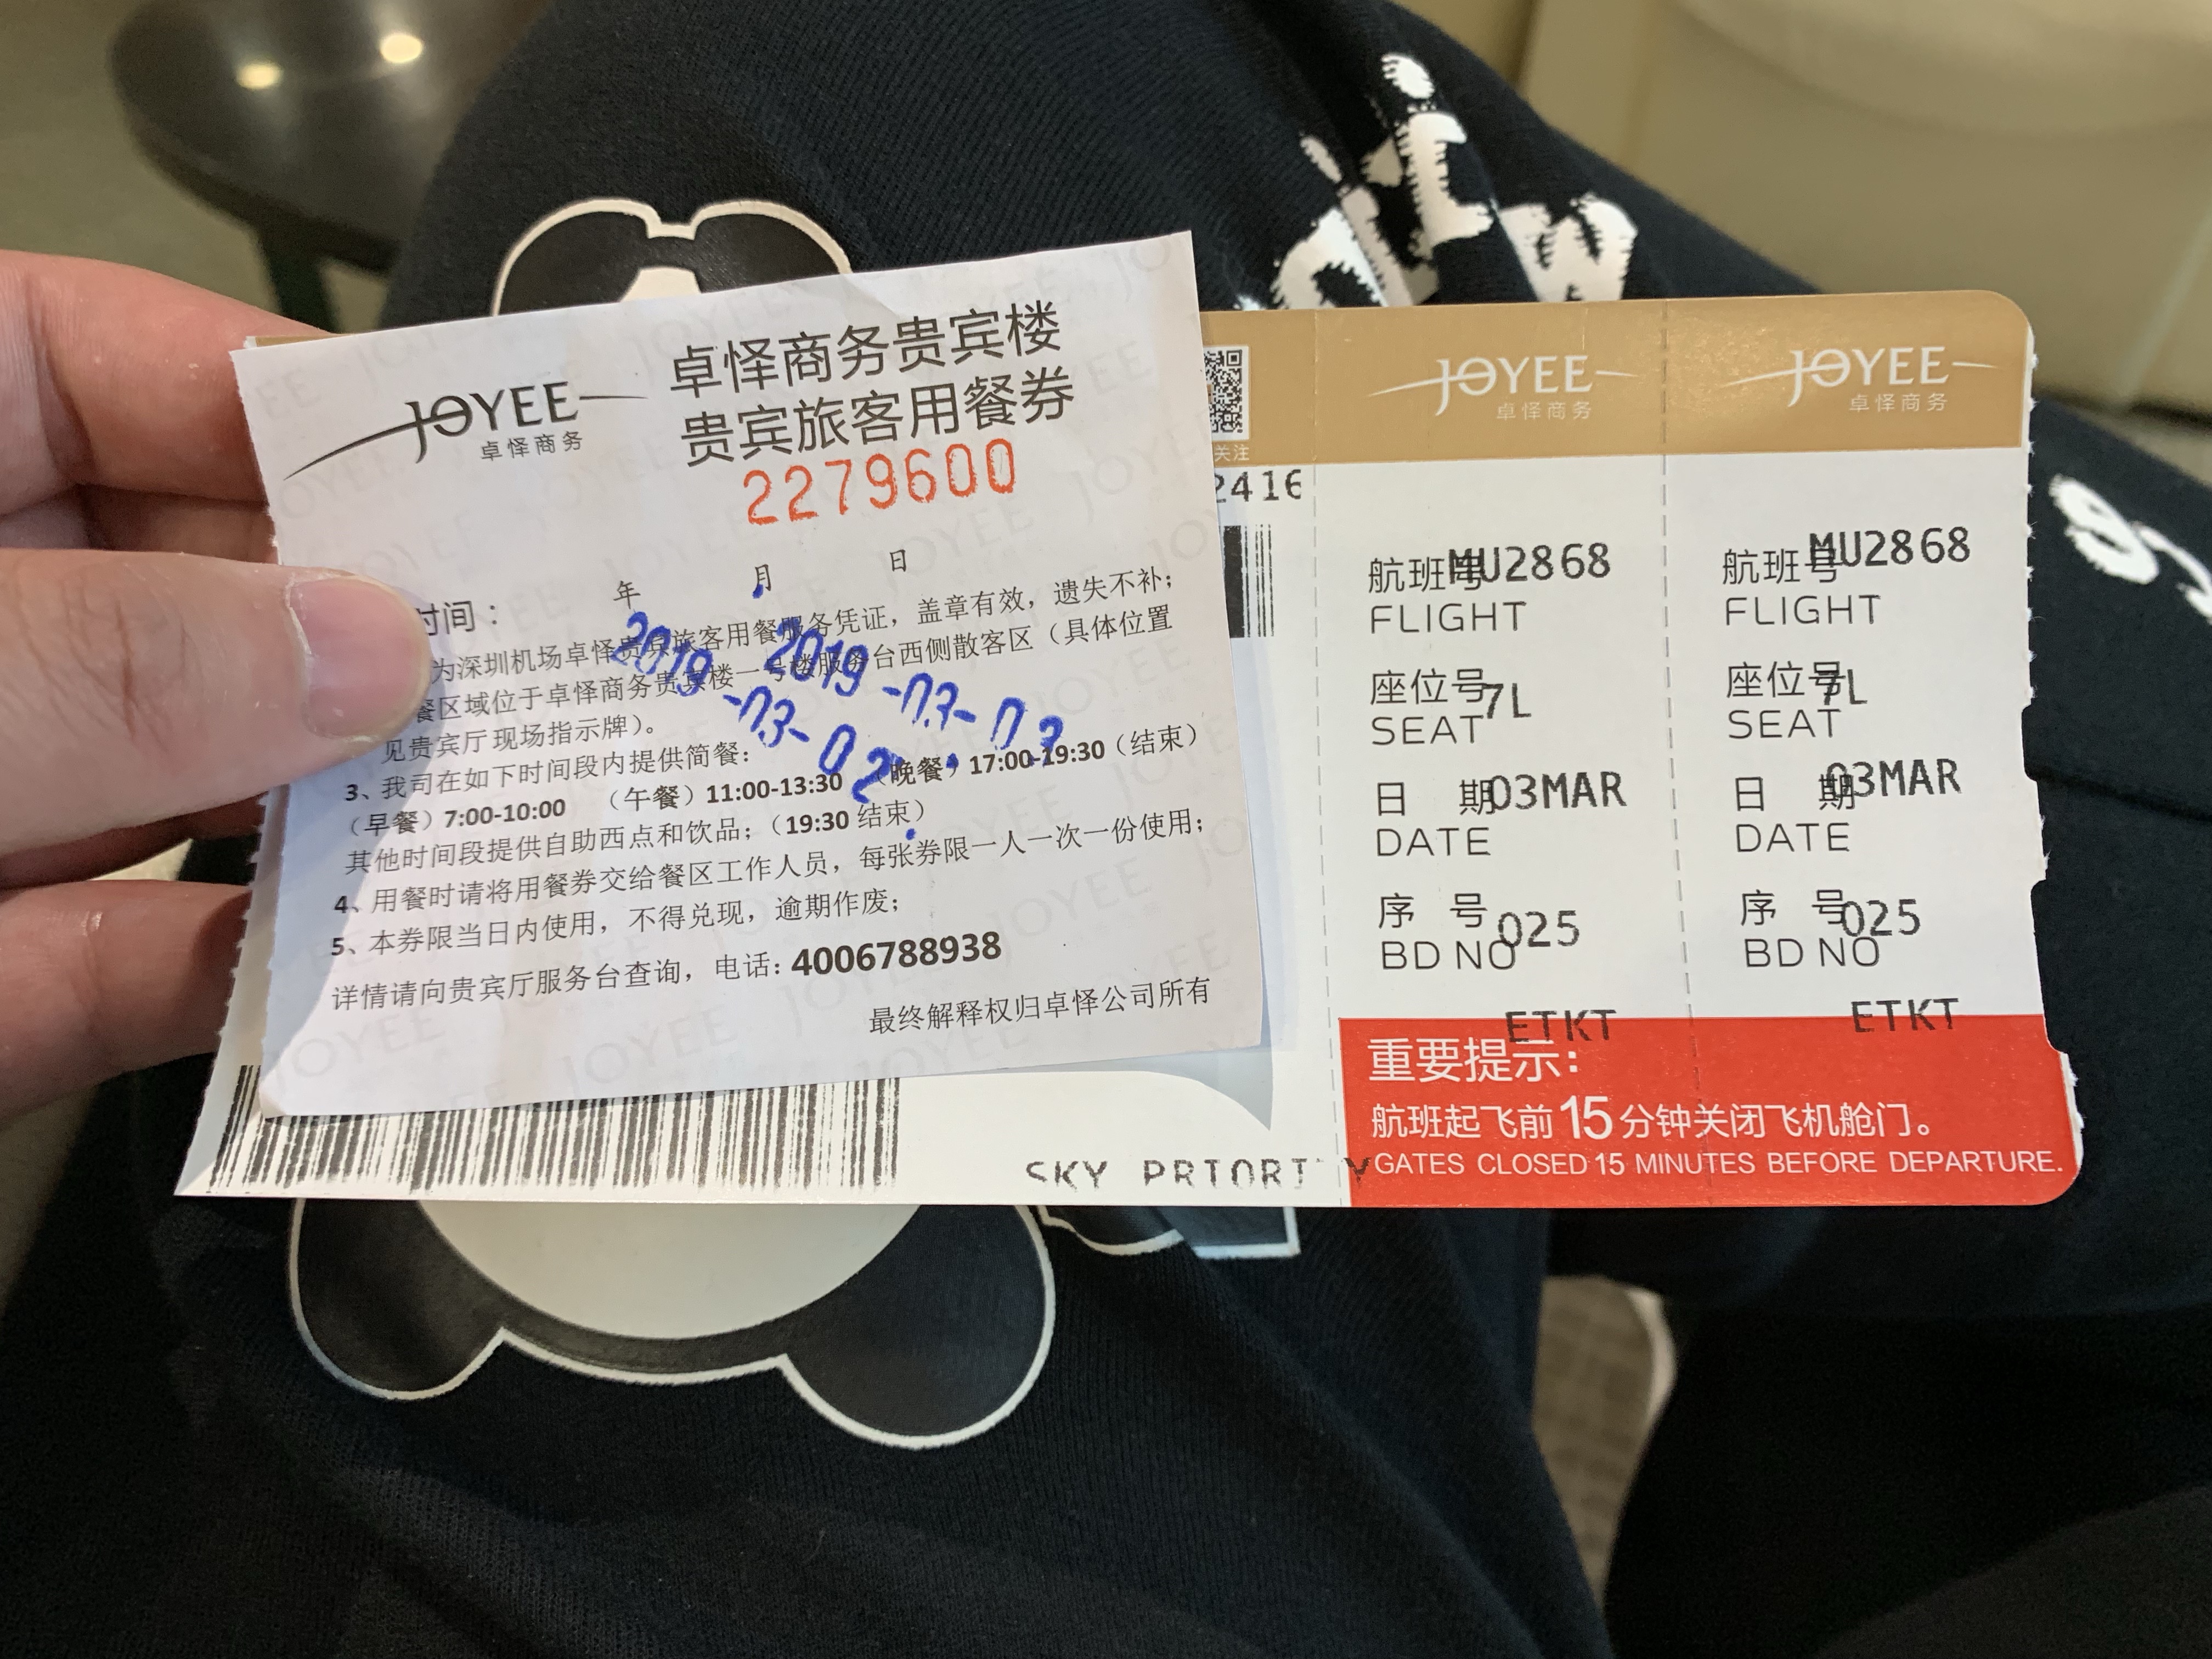 JOYEE
卓怿商务
卓怿商务贵宾楼
贵宾旅客用餐券
2279600
时间：
年 月 日
为深圳机场卓怿贵宾旅客用餐服务凭证，盖章有效，遗失不补；
餐区域位于卓怿商务贵宾楼一号楼服务台西侧散客区（具体位置
见贵宾厅现场指示牌）。
2019-03-02
2019-03-03
3、我司在如下时间段内提供简餐：
（早餐）7:00-10:00 （午餐）11:00-13:30 （晚餐）17:00-19:30（结束）
其他时间段提供自助西点和饮品；（19:30 结束）
4、用餐时请将用餐券交给餐区工作人员，每张券限一人一次一份使用；
5、本券限当日内使用，不得兑现，逾期作废；
详情请向贵宾厅服务台查询，电话：4006788938
最终解释权归卓怿公司所有
关注
2416
SKY PRIORITY
JOYEE
卓怿商务
航班号 MU2868
FLIGHT
座位号 7L
SEAT
日 期 03MAR
DATE
序 号 025
BD NO
ETKT
JOYEE
卓怿商务
航班号 MU2868
FLIGHT
座位号 7L
SEAT
日 期 03MAR
DATE
序 号 025
BD NO
ETKT
重要提示：
航班起飞前15分钟关闭飞机舱门。
GATES CLOSED 15 MINUTES BEFORE DEPARTURE.